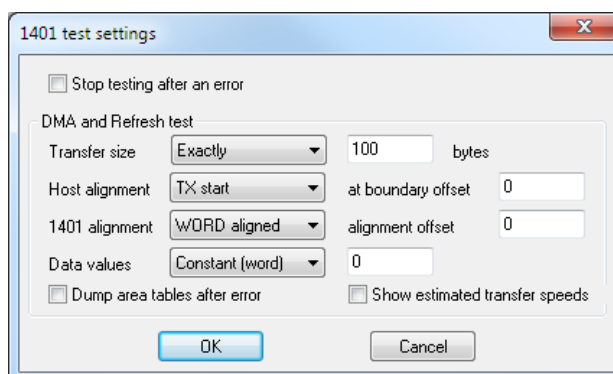 1401 test settings
Stop testing after an error
DMA and Refresh test
Transfer size Exactly 100 bytes
Host alignment TX start at boundary offset 0
1401 alignment WORD aligned alignment offset 0
Data values Constant (word) 0
Dump area tables after error Show estimated transfer speeds
OK Cancel